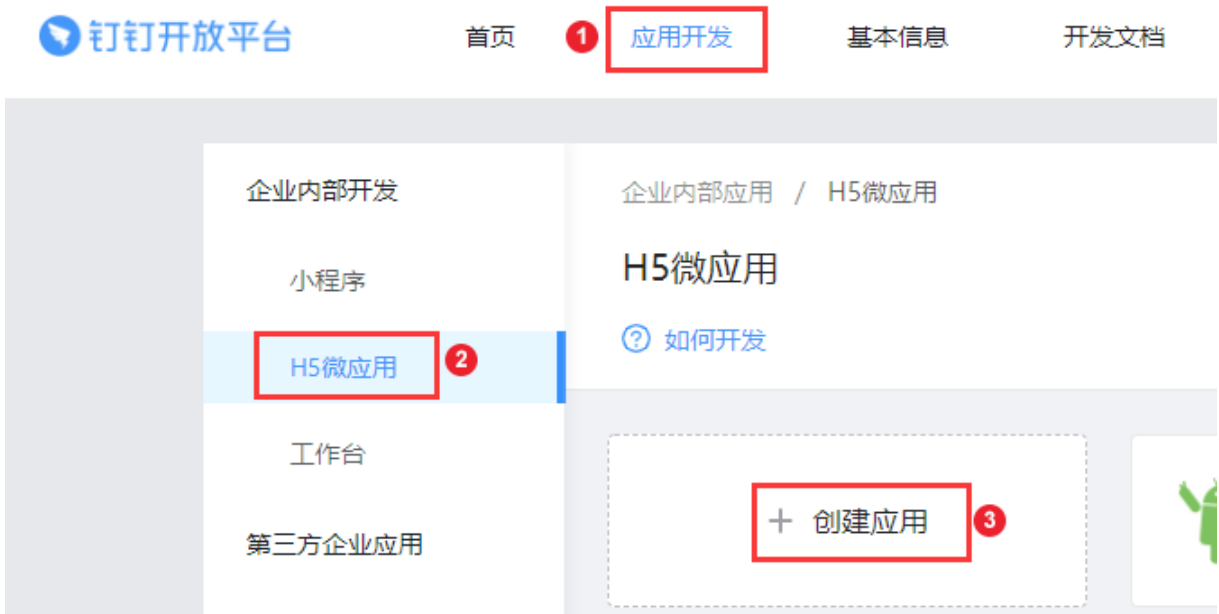 钉钉开放平台 首页 1 应用开发 基本信息 开发文档
企业内部开发
小程序
H5微应用 2
工作台
第三方企业应用
企业内部应用 / H5微应用
H5微应用
? 如何开发
+ 创建应用 3